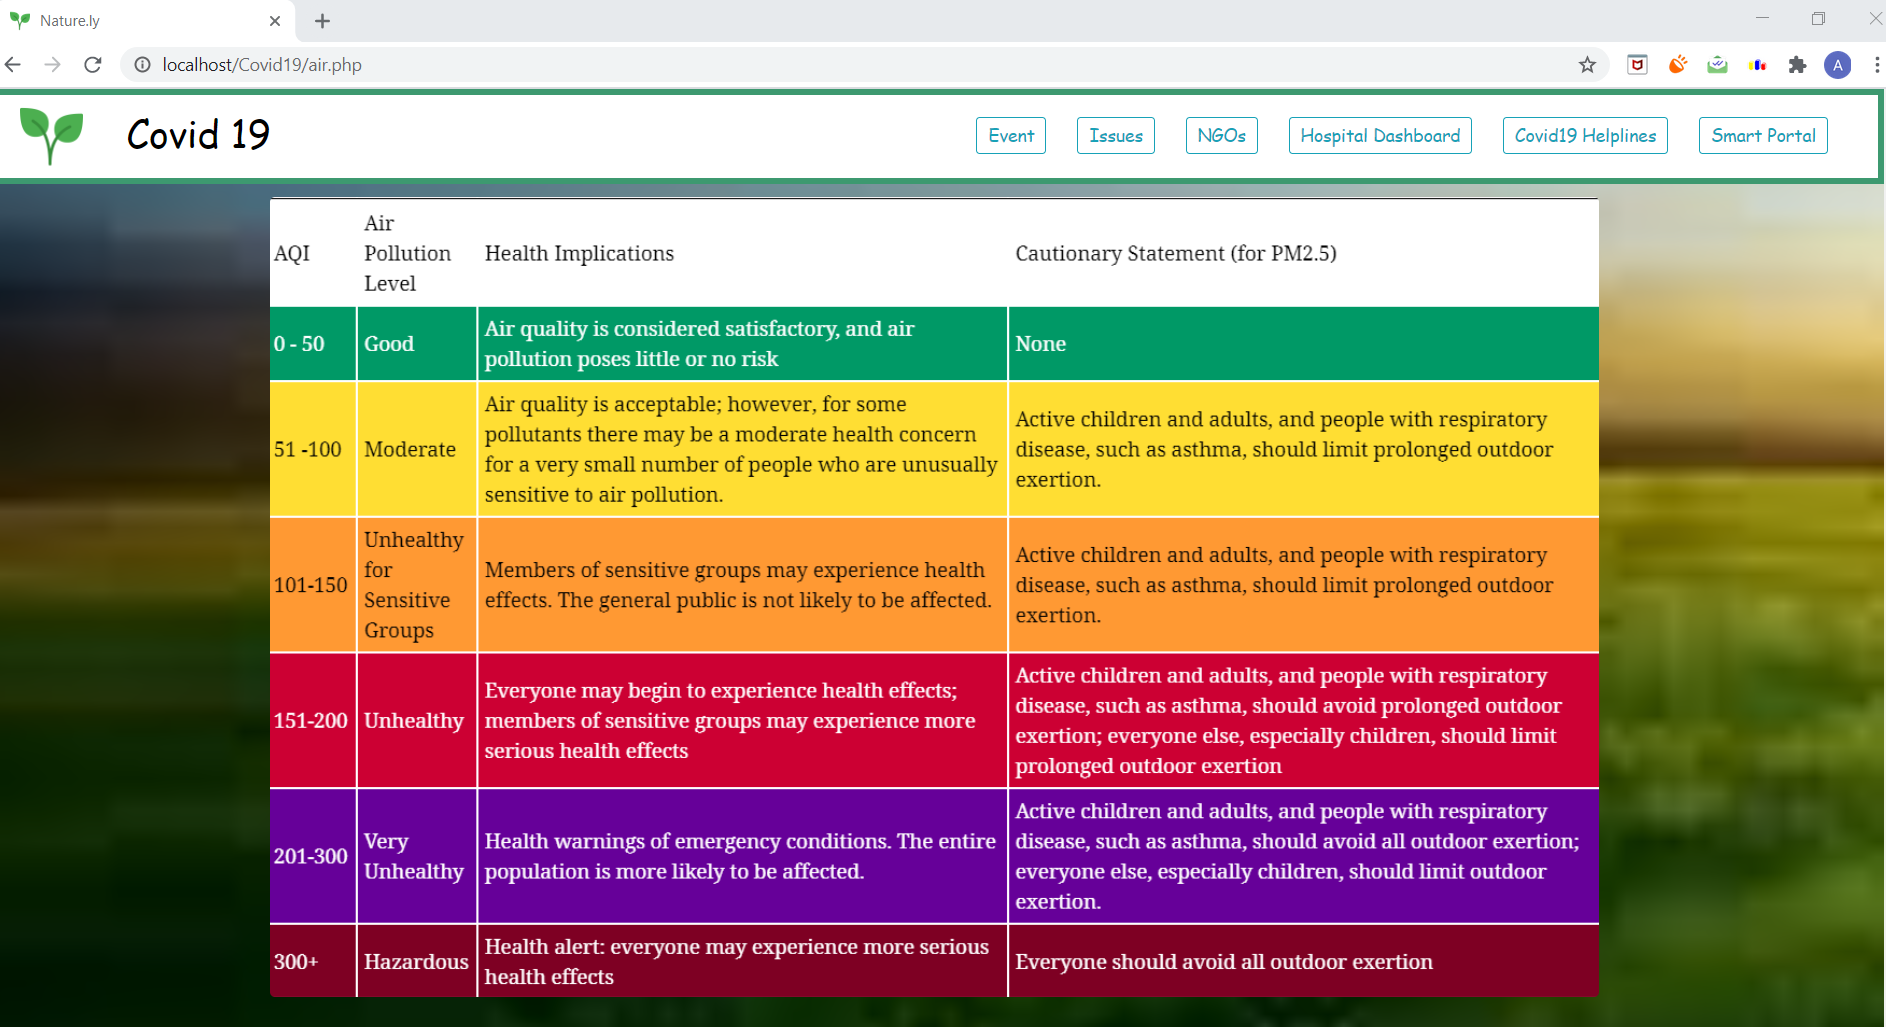 Nature.ly
localhost/Covid19/air.php
A
Covid 19
Event
Issues
NGOs
Hospital Dashboard
Covid19 Helplines
Smart Portal
AQI
Air
Pollution
Level
Health Implications
Cautionary Statement (for PM2.5)
0 - 50
Good
Air quality is considered satisfactory, and air
pollution poses little or no risk
None
51 -100
Moderate
Air quality is acceptable; however, for some
pollutants there may be a moderate health concern
for a very small number of people who are unusually
sensitive to air pollution.
Active children and adults, and people with respiratory
disease, such as asthma, should limit prolonged outdoor
exertion.
101-150
Unhealthy
for
Sensitive
Groups
Members of sensitive groups may experience health
effects. The general public is not likely to be affected.
Active children and adults, and people with respiratory
disease, such as asthma, should limit prolonged outdoor
exertion.
151-200
Unhealthy
Everyone may begin to experience health effects;
members of sensitive groups may experience more
serious health effects
Active children and adults, and people with respiratory
disease, such as asthma, should avoid prolonged outdoor
exertion; everyone else, especially children, should limit
prolonged outdoor exertion
201-300
Very
Unhealthy
Health warnings of emergency conditions. The entire
population is more likely to be affected.
Active children and adults, and people with respiratory
disease, such as asthma, should avoid all outdoor exertion;
everyone else, especially children, should limit outdoor
exertion.
300+
Hazardous
Health alert: everyone may experience more serious
health effects
Everyone should avoid all outdoor exertion